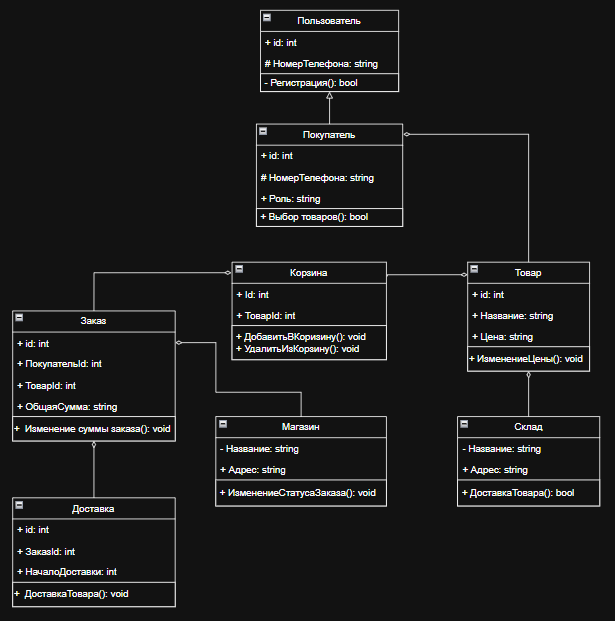 Пользователь
+ id: int
# НомерТелефона: string
- Регистрация(): bool
Покупатель
+ id: int
# НомерТелефона: string
+ Роль: string
+ Выбор товаров(): bool
Корзина
+ Id: int
+ ТоварId: int
+ ДобавитьВКоризину(): void
+ УдалитьИзКорзину(): void
Товар
+ id: int
+ Название: string
+ Цена: string
+ ИзменениеЦены(): void
Заказ
+ id: int
+ ПокупательId: int
+ ТоварId: int
+ ОбщаяСумма: string
+ Изменение суммы заказа(): void
Магазин
- Название: string
+ Адрес: string
+ ИзменениеСтатусаЗаказа(): void
Склад
- Название: string
+ Адрес: string
+ ДоставкаТовара(): bool
Доставка
+ id: int
+ ЗаказId: int
+ НачалоДоставки: int
+ ДоставкаТовара(): void